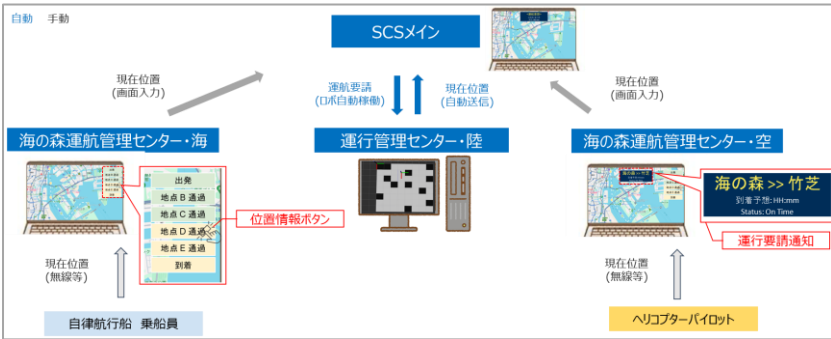 自動 手動
SCSメイン
現在位置
(画面入力)
運航要請
(ロボ自動稼働)
現在位置
(自動送信)
現在位置
(画面入力)
海の森運航管理センター・海
運行管理センター・陸
海の森運航管理センター・空
出発
地点B通過
地点C通過
地点D通過
地点E通過
到着
位置情報ボタン
海の森 >> 竹芝
到着予想: HH:mm
Status: On Time
運行要請通知
現在位置
(無線等)
現在位置
(無線等)
自律航行船 乗船員
ヘリコプターパイロット